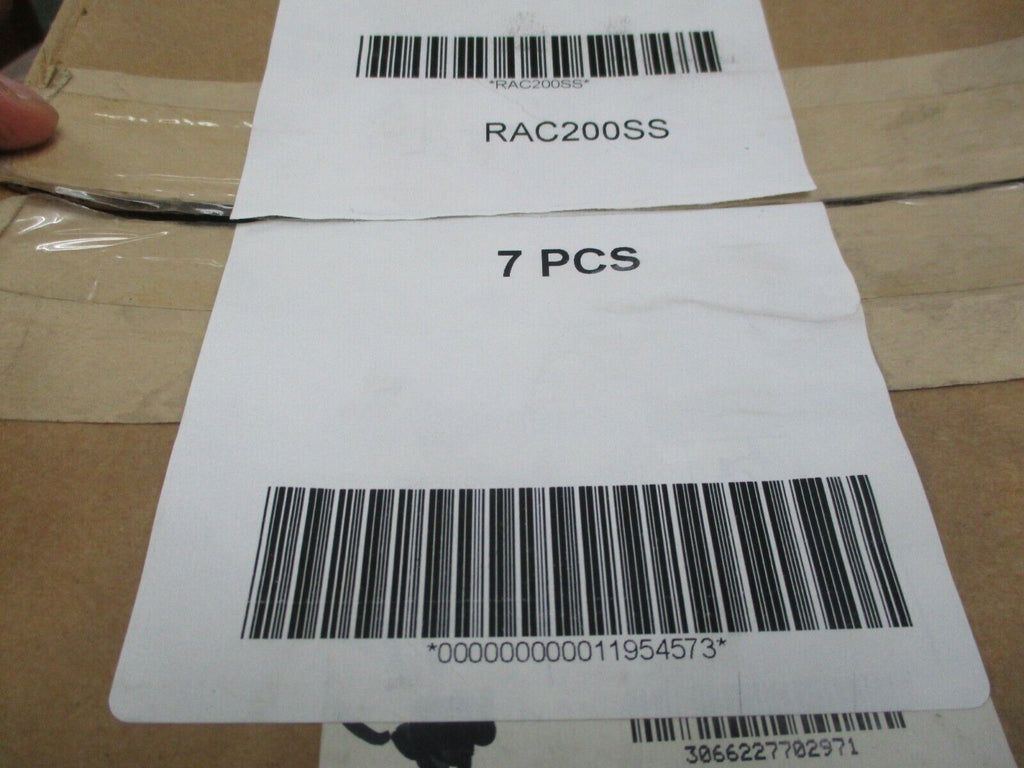 *RAC200SS*
RAC200SS
7 PCS
*000000000011954573*
3066227702971